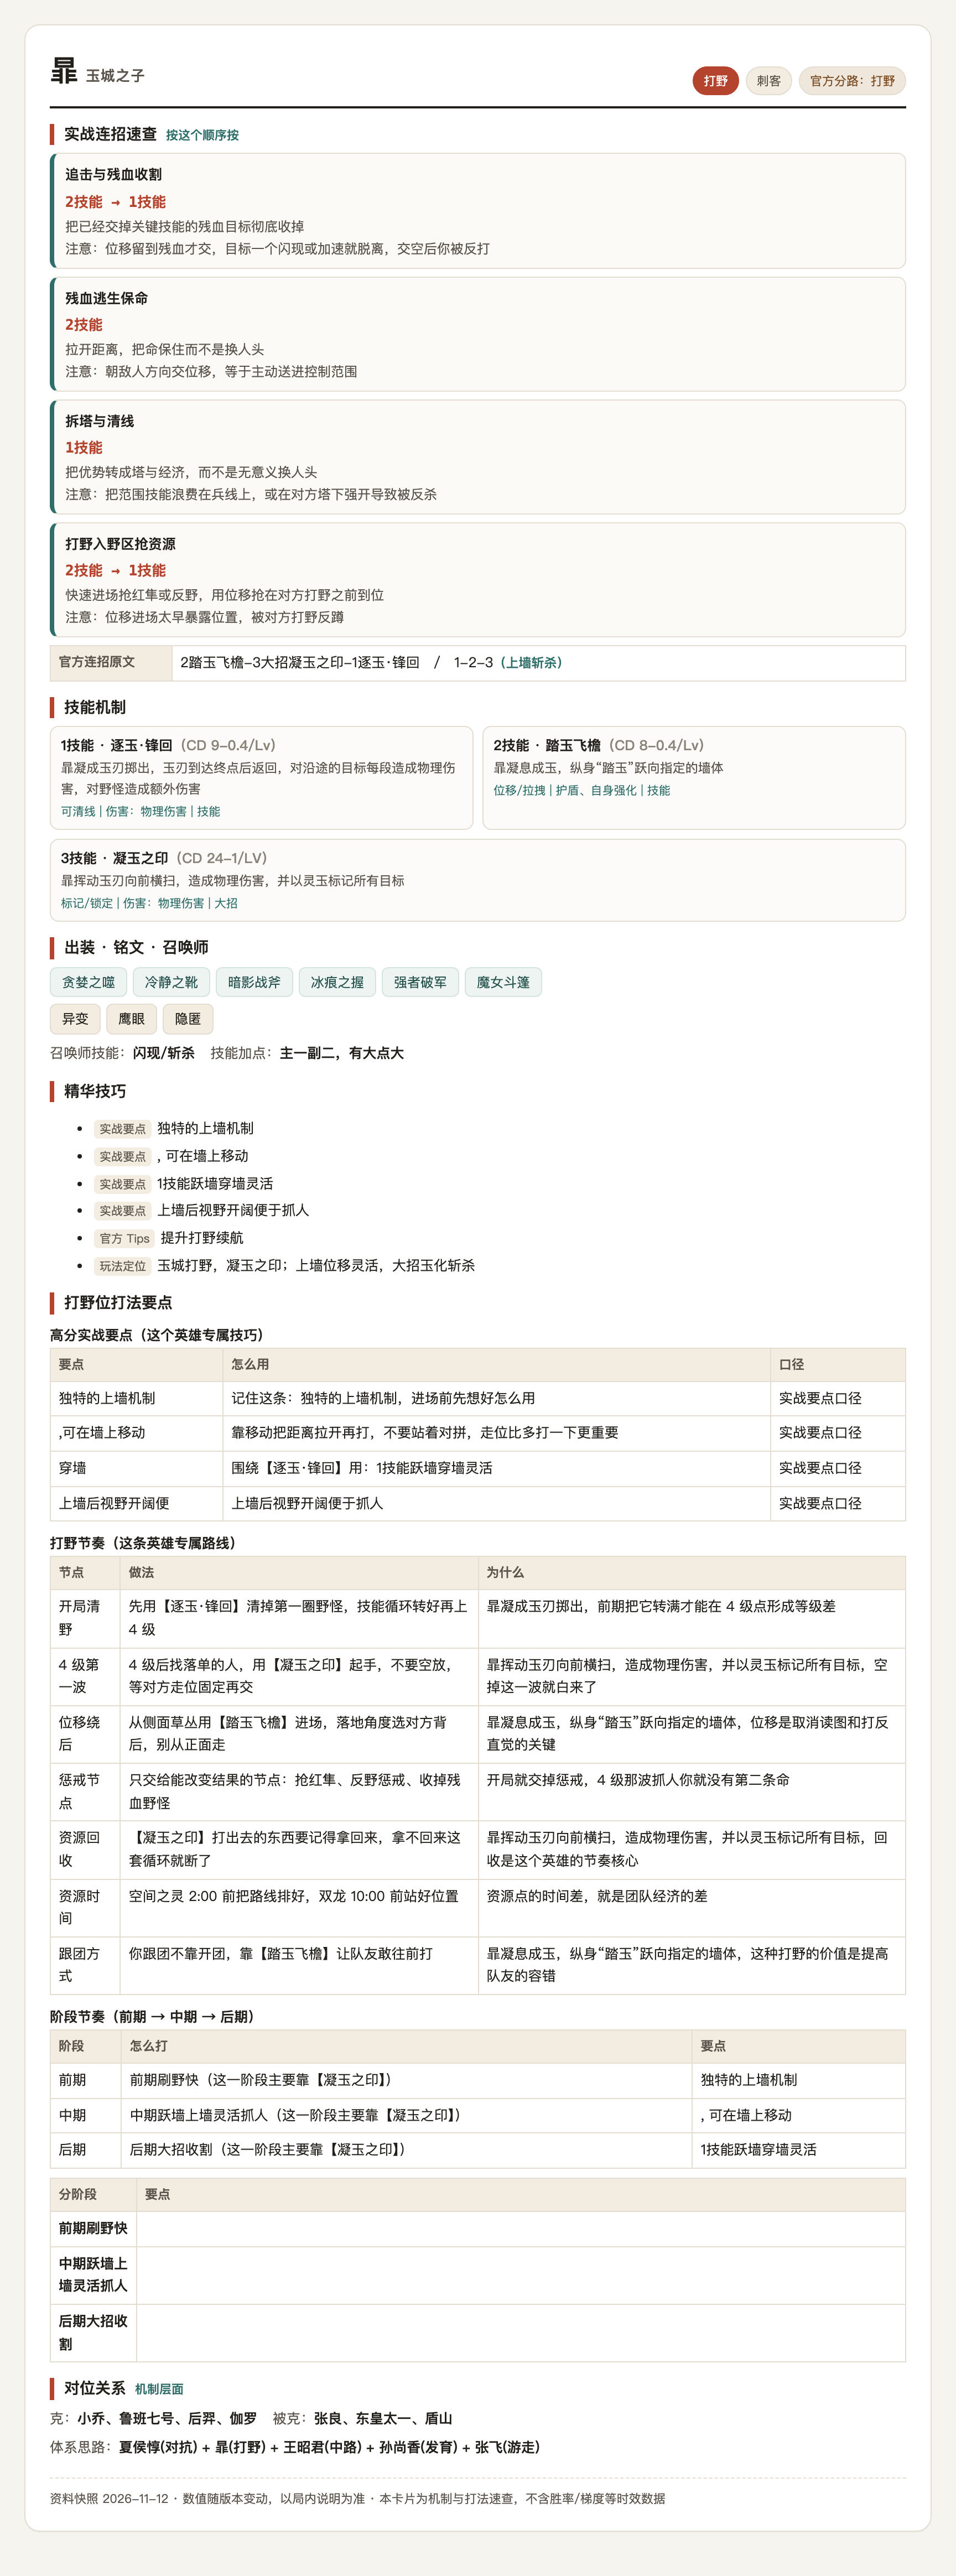 暃 玉城之子
打野 刺客 官方分路：打野
实战连招速查 按这个顺序按
追击与残血收割
2技能 → 1技能
把已经交掉关键技能的残血目标彻底收掉
注意：位移留到残血才交，目标一个闪现或加速就脱离，交空后你被反打
残血逃生保命
2技能
拉开距离，把命保住而不是换人头
注意：朝敌人方向交位移，等于主动送进控制范围
拆塔与清线
1技能
把优势转成塔与经济，而不是无意义换人头
注意：把范围技能浪费在兵线上，或在对方塔下强开导致被反杀
打野入野区抢资源
2技能 → 1技能
快速进场抢红隼或反野，用位移抢在对方打野之前到位
注意：位移进场太早暴露位置，被对方打野反蹲
官方连招原文 2踏玉飞檐–3大招凝玉之印–1逐玉·锋回 / 1–2–3（上墙斩杀）
技能机制
1技能 · 逐玉·锋回（CD 9–0.4/Lv）
暃凝成玉刃掷出，玉刃到达终点后返回，对沿途的目标每段造成物理伤
害，对野怪造成额外伤害
可清线 | 伤害：物理伤害 | 技能
2技能 · 踏玉飞檐（CD 8–0.4/Lv）
暃凝息成玉，纵身“踏玉”跃向指定的墙体
位移/拉拽 | 护盾、自身强化 | 技能
3技能 · 凝玉之印（CD 24–1/LV）
暃挥动玉刃向前横扫，造成物理伤害，并以灵玉标记所有目标
标记/锁定 | 伤害：物理伤害 | 大招
出装 · 铭文 · 召唤师
贪婪之噬 冷静之靴 暗影战斧 冰痕之握 强者破军 魔女斗篷
异变 鹰眼 隐匿
召唤师技能：闪现/斩杀 技能加点：主一副二，有大点大
精华技巧
• 实战要点 独特的上墙机制
• 实战要点 , 可在墙上移动
• 实战要点 1技能跃墙穿墙灵活
• 实战要点 上墙后视野开阔便于抓人
• 官方 Tips 提升打野续航
• 玩法定位 玉城打野，凝玉之印；上墙位移灵活，大招玉化斩杀
打野位打法要点
高分实战要点（这个英雄专属技巧）
要点 怎么用 口径
独特的上墙机制 记住这条：独特的上墙机制，进场前先想好怎么用 实战要点口径
,可在墙上移动 靠移动把距离拉开再打，不要站着对拼，走位比多打一下更重要 实战要点口径
穿墙 围绕【逐玉·锋回】用：1技能跃墙穿墙灵活 实战要点口径
上墙后视野开阔便 上墙后视野开阔便于抓人 实战要点口径
打野节奏（这条英雄专属路线）
节点 做法 为什么
开局清
野
先用【逐玉·锋回】清掉第一圈野怪，技能循环转好再上
4 级
暃凝成玉刃掷出，前期把它转满才能在 4 级点形成等级差
4 级第
一波
4 级后找落单的人，用【凝玉之印】起手，不要空放，
等对方走位固定再交
暃挥动玉刃向前横扫，造成物理伤害，并以灵玉标记所有目标，空
掉这一波就白来了
位移绕
后
从侧面草丛用【踏玉飞檐】进场，落地角度选对方背
后，别从正面走
暃凝息成玉，纵身“踏玉”跃向指定的墙体，位移是取消读图和打反
直觉的关键
惩戒节
点
只交给能改变结果的节点：抢红隼、反野惩戒、收掉残
血野怪
开局就交掉惩戒，4 级那波抓人你就没有第二条命
资源回
收
【凝玉之印】打出去的东西要记得拿回来，拿不回来这
套循环就断了
暃挥动玉刃向前横扫，造成物理伤害，并以灵玉标记所有目标，回
收是这个英雄的节奏核心
资源时
间
空间之灵 2:00 前把路线排好，双龙 10:00 前站好位置
资源点的时间差，就是团队经济的差
跟团方
式
你跟团不靠开团，靠【踏玉飞檐】让队友敢往前打
暃凝息成玉，纵身“踏玉”跃向指定的墙体，这种打野的价值是提高
队友的容错
阶段节奏（前期 → 中期 → 后期）
阶段 怎么打 要点
前期 前期刷野快（这一阶段主要靠【凝玉之印】） 独特的上墙机制
中期 中期跃墙上墙灵活抓人（这一阶段主要靠【凝玉之印】） , 可在墙上移动
后期 后期大招收割（这一阶段主要靠【凝玉之印】） 1技能跃墙穿墙灵活
分阶段 要点
前期刷野快
中期跃墙上
墙灵活抓人
后期大招收
割
对位关系 机制层面
克：小乔、鲁班七号、后羿、伽罗 被克：张良、东皇太一、盾山
体系思路：夏侯惇(对抗) + 暃(打野) + 王昭君(中路) + 孙尚香(发育) + 张飞(游走)
资料快照 2026–11–12 · 数值随版本变动，以局内说明为准 · 本卡片为机制与打法速查，不含胜率/梯度等时效数据